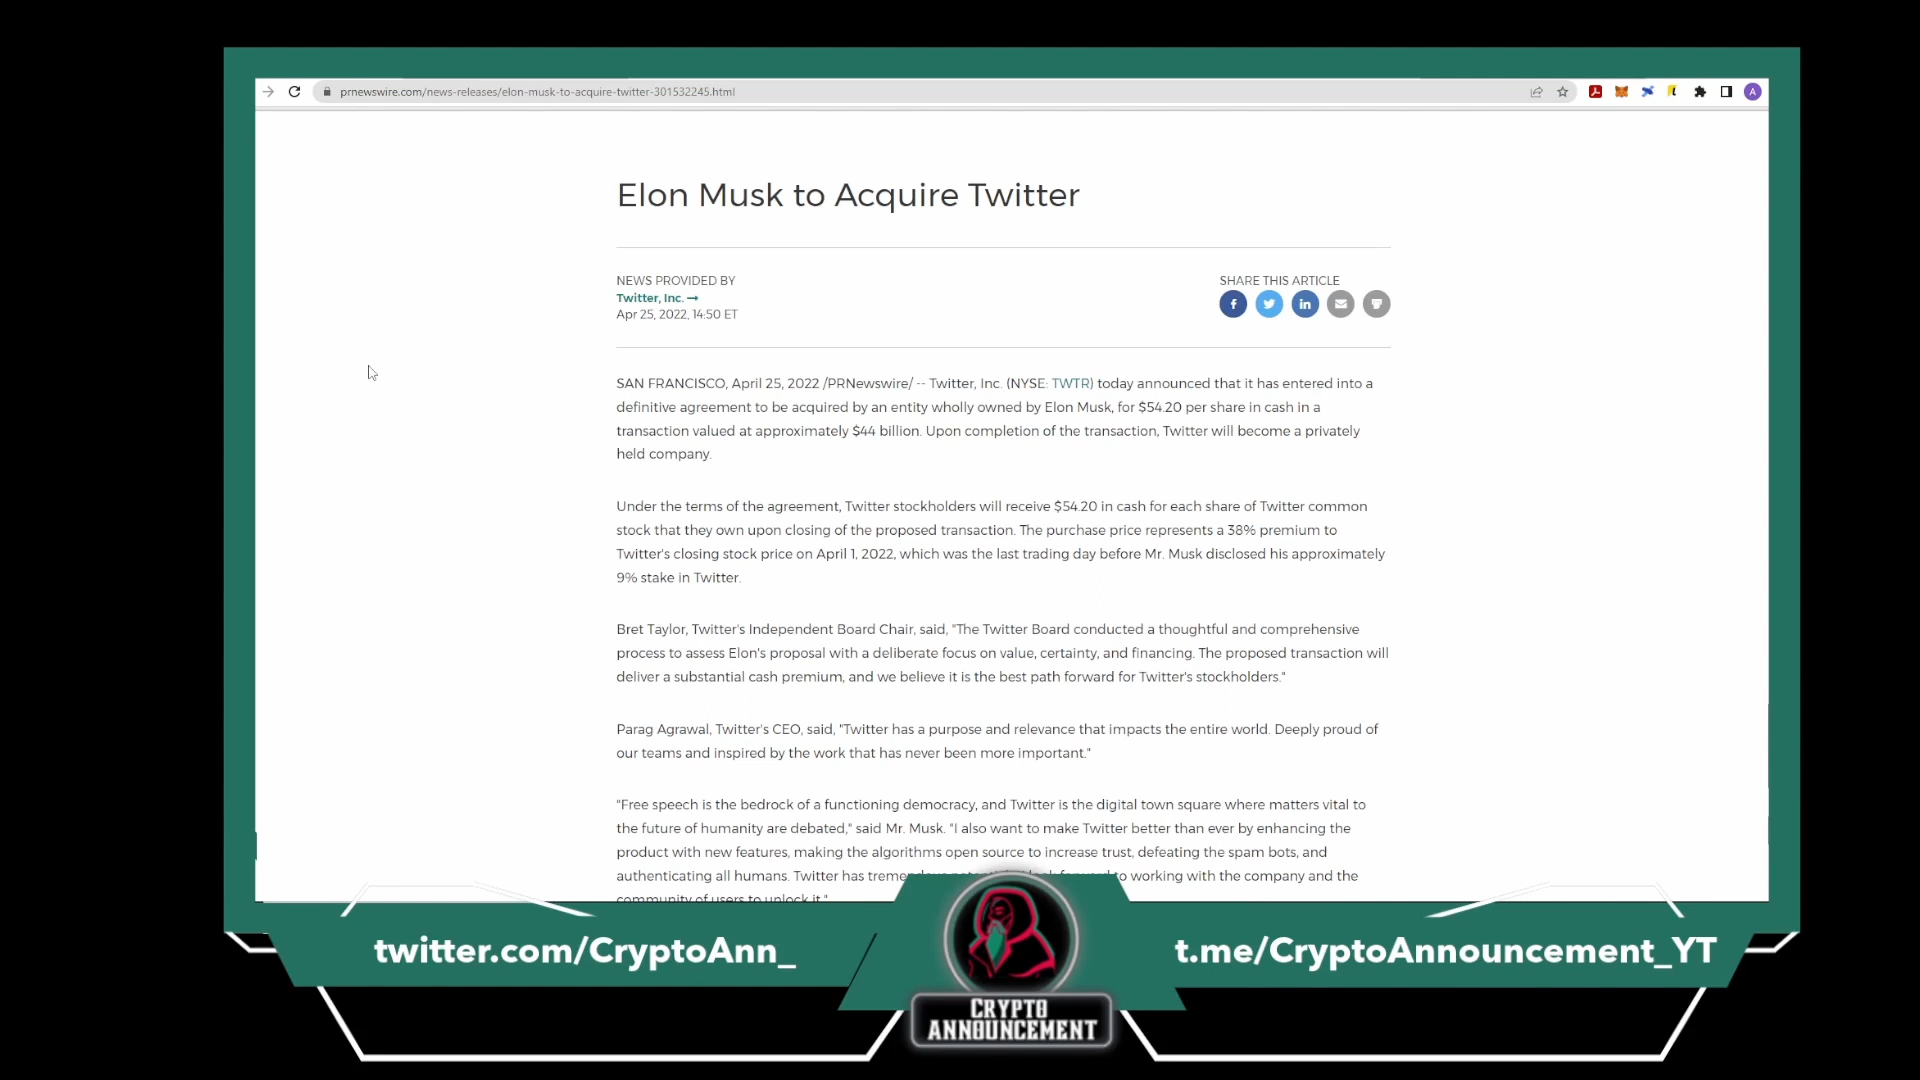 prnewswire.com/news-releases/elon-musk-to-acquire-twitter-301532245.html
A
Elon Musk to Acquire Twitter
NEWS PROVIDED BY
Twitter, Inc.
Apr 25, 2022, 14:50 ET
SHARE THIS ARTICLE
SAN FRANCISCO, April 25, 2022 /PRNewswire/ -- Twitter, Inc. (NYSE: TWTR) today announced that it has entered into a
definitive agreement to be acquired by an entity wholly owned by Elon Musk, for $54.20 per share in cash in a
transaction valued at approximately $44 billion. Upon completion of the transaction, Twitter will become a privately
held company.
Under the terms of the agreement, Twitter stockholders will receive $54.20 in cash for each share of Twitter common
stock that they own upon closing of the proposed transaction. The purchase price represents a 38% premium to
Twitter's closing stock price on April 1, 2022, which was the last trading day before Mr. Musk disclosed his approximately
9% stake in Twitter.
Bret Taylor, Twitter's Independent Board Chair, said, "The Twitter Board conducted a thoughtful and comprehensive
process to assess Elon's proposal with a deliberate focus on value, certainty, and financing. The proposed transaction will
deliver a substantial cash premium, and we believe it is the best path forward for Twitter's stockholders."
Parag Agrawal, Twitter's CEO, said, "Twitter has a purpose and relevance that impacts the entire world. Deeply proud of
our teams and inspired by the work that has never been more important."
"Free speech is the bedrock of a functioning democracy, and Twitter is the digital town square where matters vital to
the future of humanity are debated," said Mr. Musk. "I also want to make Twitter better than ever by enhancing the
product with new features, making the algorithms open source to increase trust, defeating the spam bots, and
authenticating all humans. Twitter has to working with the company and the
community of users to unlock it."
twitter.com/CryptoAnn_
CRYPTO
ANNOUNCEMENT
t.me/CryptoAnnouncement_YT